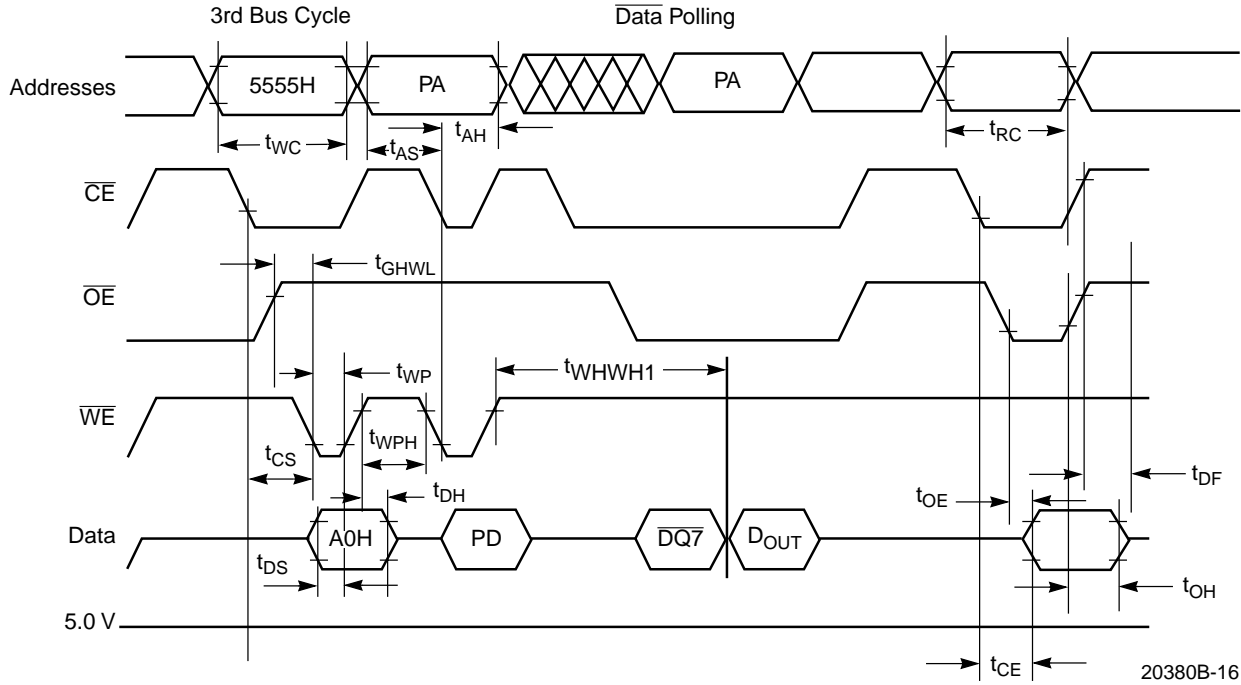 3rd Bus Cycle
Data Polling
Addresses
5555H
PA
PA
tWC
tAS
tAH
tRC
CE
tGHWL
OE
tWP
tWHWH1
WE
tCS
tWPH
tDH
tOE
tDF
Data
A0H
PD
DQ7
DOUT
tDS
tOH
5.0 V
tCE
20380B-16